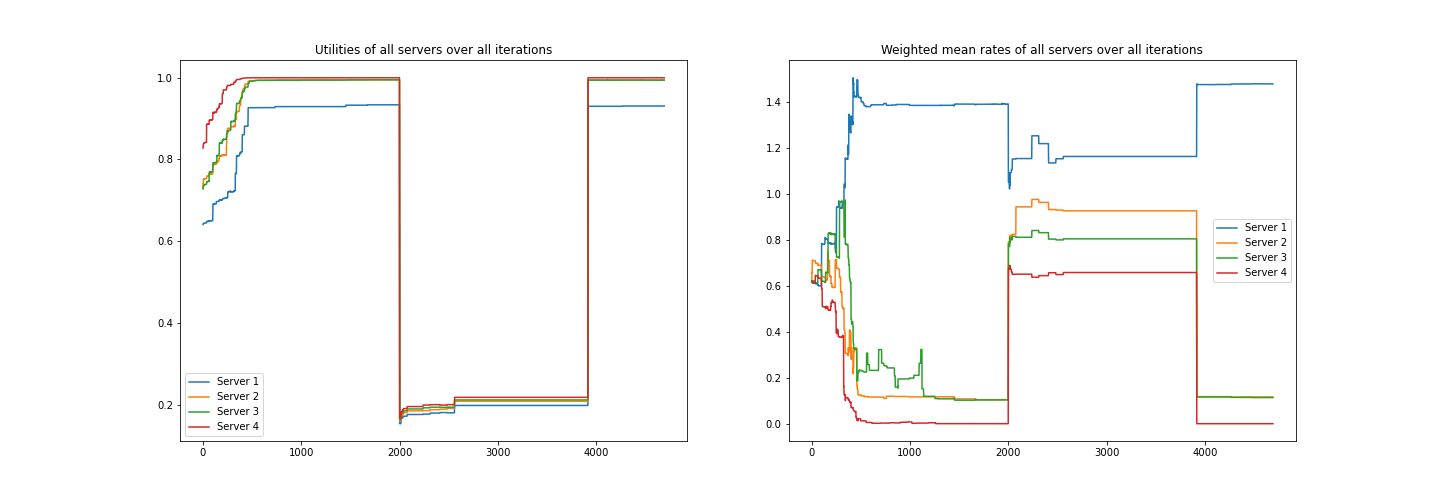 Utilities of all servers over all iterations
1.0
0.8
0.6
0.4
0.2
0
1000
2000
3000
4000
Server 1
Server 2
Server 3
Server 4
Weighted mean rates of all servers over all iterations
1.4
1.2
1.0
0.8
0.6
0.4
0.2
0.0
0
1000
2000
3000
4000
Server 1
Server 2
Server 3
Server 4